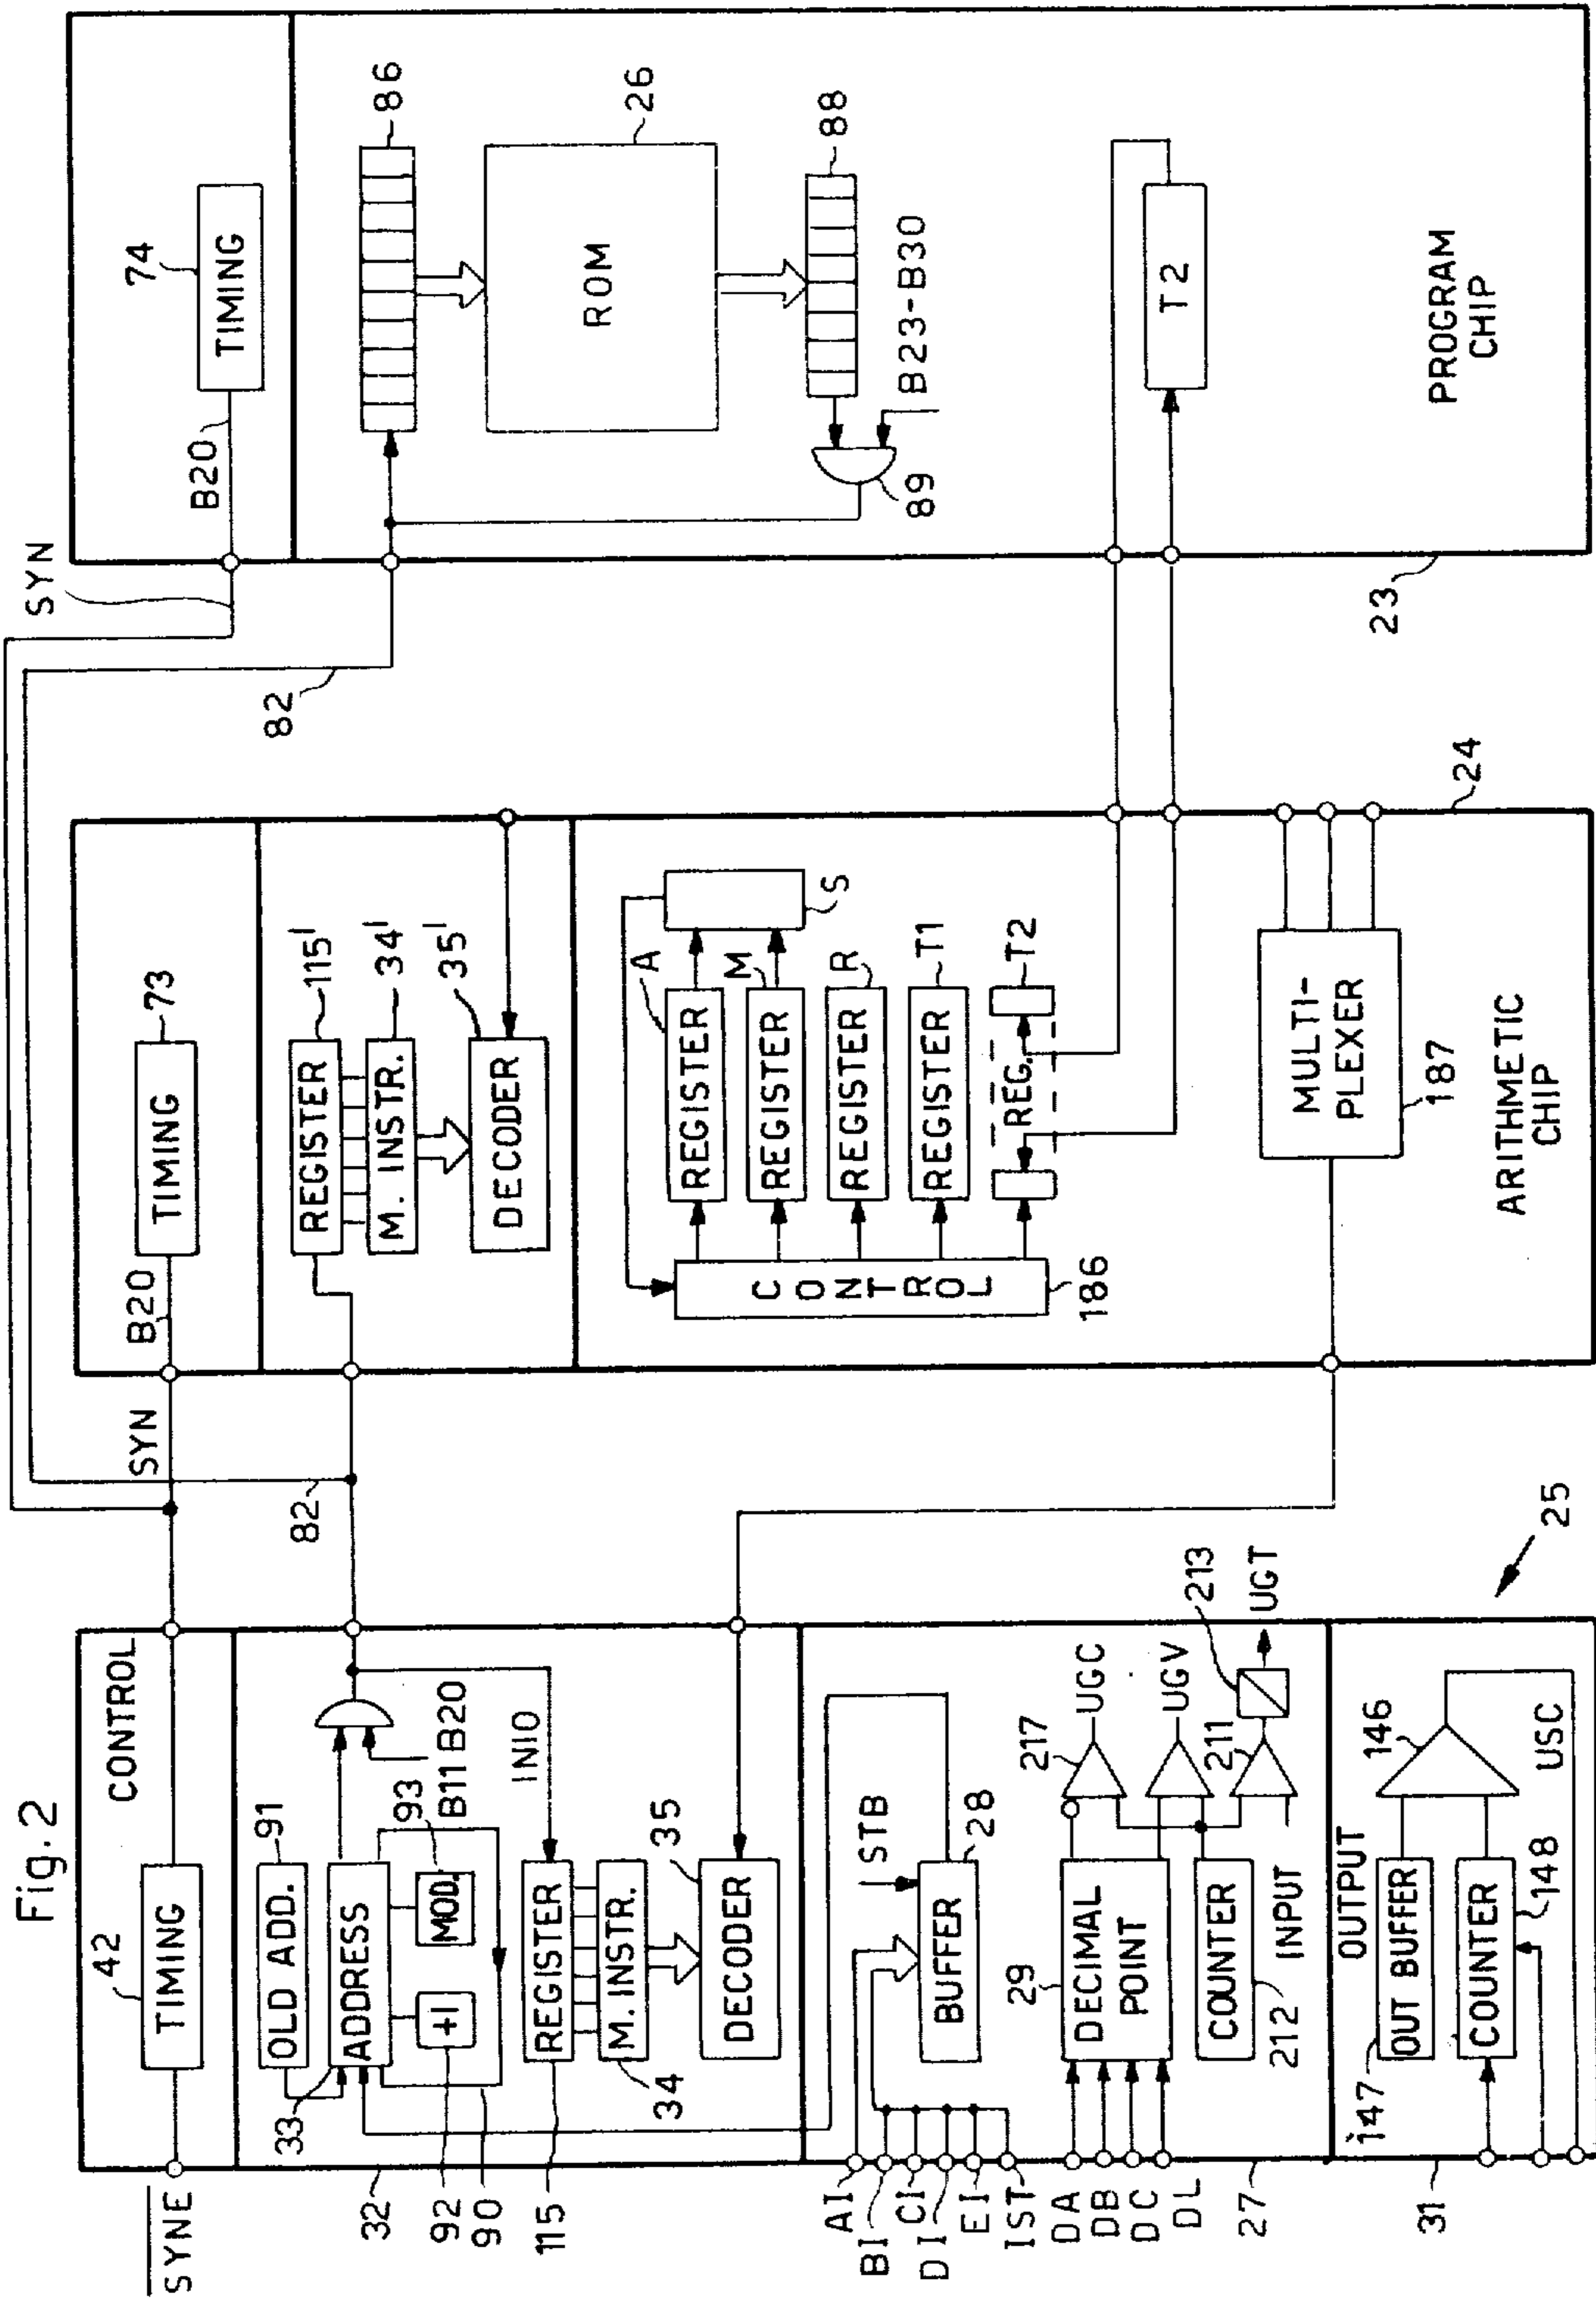 Fig. 2
SYNE
42
TIMING
CONTROL
SYN
B20
TIMING
73
SYN
B20
TIMING
74
32
33
OLD ADD.
91
ADDRESS
+1
92
MOD.
93
90
B11 B20
IN10
82
115
REGISTER
M. INSTR.
34
DECODER
35
REGISTER
115'
M. INSTR.
34'
DECODER
35'
82
86
ROM
26
88
B23-B30
89
AI
BI
CI
DI
EI
IST
STB
BUFFER
28
DA
DB
DC
DL
27
29
DECIMAL
POINT
COUNTER
212
INPUT
217
UGC
UGV
211
213
UGT
CONTROL
186
REGISTER
A
REGISTER
M
REGISTER
R
REGISTER
T1
REG.
T2
S
T2
31
OUTPUT
147
OUT BUFFER
COUNTER
148
146
USC
25
MULTI-
PLEXER
187
ARITHMETIC
CHIP
24
PROGRAM
CHIP
23